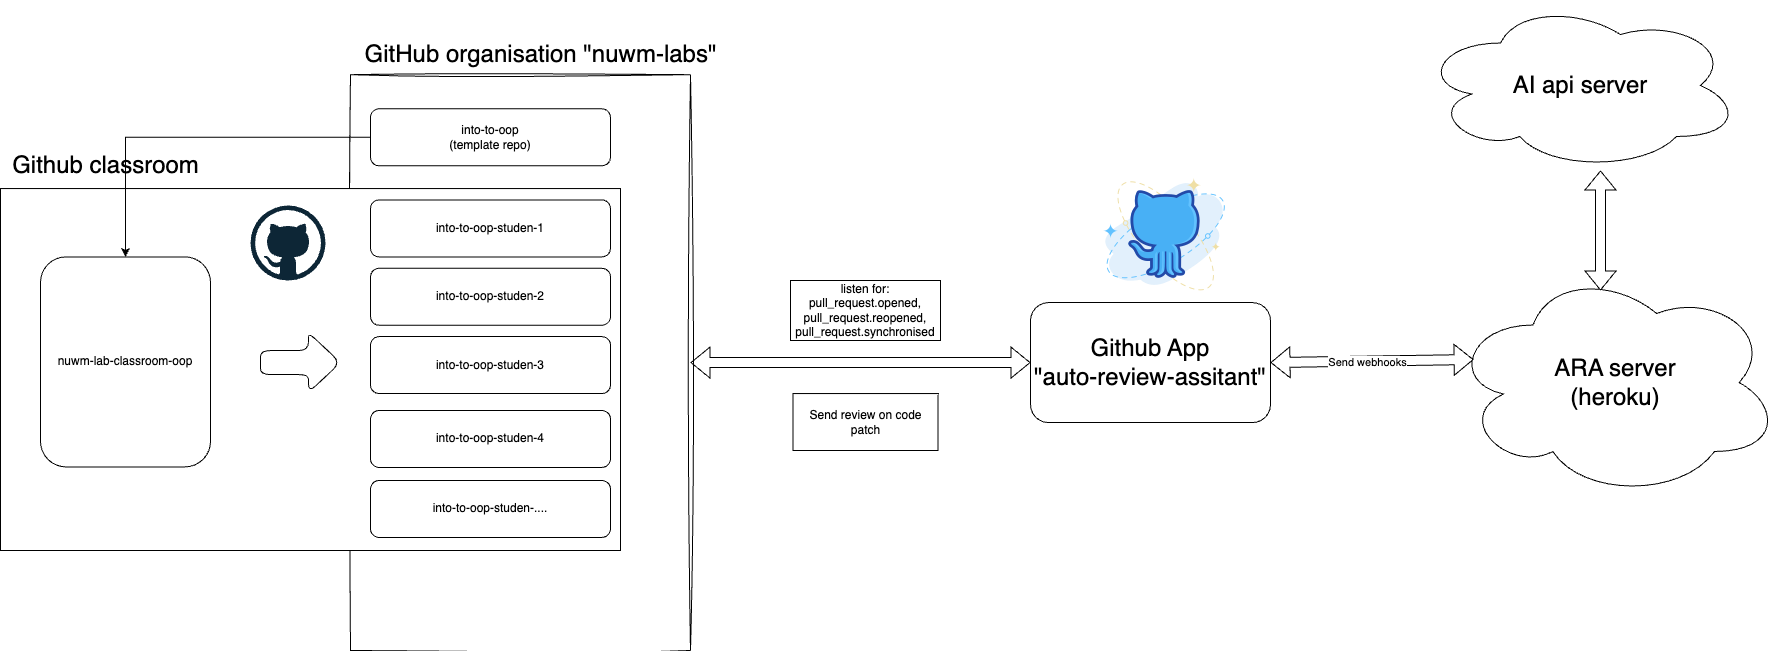 GitHub organisation "nuwm-labs"
into-to-oop
(template repo)
Github classroom
nuwm-lab-classroom-oop
into-to-oop-studen-1
into-to-oop-studen-2
into-to-oop-studen-3
into-to-oop-studen-4
into-to-oop-studen-....
listen for:
pull_request.opened,
pull_request.reopened,
pull_request.synchronised
Send review on code
patch
Github App
"auto-review-assitant"
Send webhooks
AI api server
ARA server
(heroku)